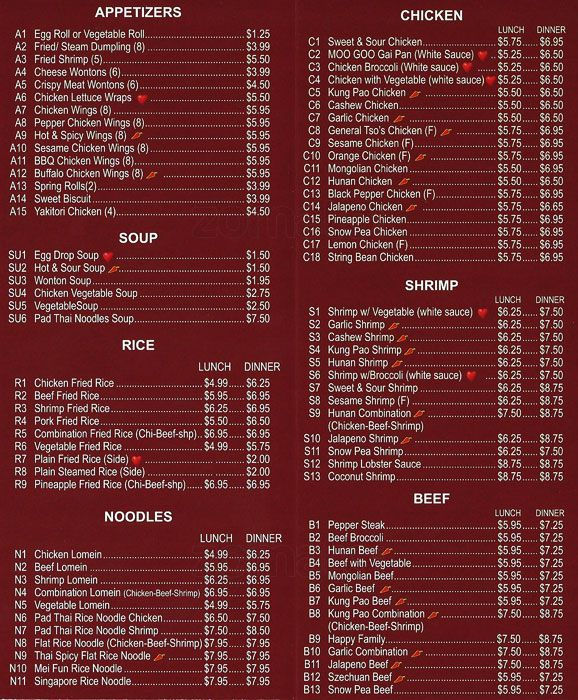 APPETIZERS
A1 Egg Roll or Vegetable Roll..........$1.25
A2 Fried/ Steam Dumpling (8)..........$3.99
A3 Fried Shrimp (5)..........$5.50
A4 Cheese Wontons (6)..........$3.99
A5 Crispy Meat Wontons (6)..........$4.50
A6 Chicken Lettuce Wraps..........$5.50
A7 Chicken Wings (8)..........$5.95
A8 Pepper Chicken Wings (8)..........$5.95
A9 Hot & Spicy Wings (8)..........$5.95
A10 Sesame Chicken Wings (8)..........$5.95
A11 BBQ Chicken Wings (8)..........$5.95
A12 Buffalo Chicken Wings (8)..........$5.95
A13 Spring Rolls(2)..........$3.99
A14 Sweet Biscuit..........$3.99
A15 Yakitori Chicken (4)..........$4.50
SOUP
SU1 Egg Drop Soup..........$1.50
SU2 Hot & Sour Soup..........$1.50
SU3 Wonton Soup..........$1.95
SU4 Chicken Vegetable Soup..........$2.75
SU5 VegetableSoup..........$2.50
SU6 Pad Thai Noodles Soup..........$7.50
RICE
LUNCH DINNER
R1 Chicken Fried Rice..........$4.99.....$6.25
R2 Beef Fried Rice..........$5.95.....$6.95
R3 Shrimp Fried Rice..........$6.25.....$6.95
R4 Pork Fried Rice..........$5.50.....$6.50
R5 Combination Fried Rice (Chi-Beef-shp)..$6.95.....$6.95
R6 Vegetable Fried Rice..........$4.99.....$5.75
R7 Plain Fried Rice (Side)..........$2.00
R8 Plain Steamed Rice (Side)..........$2.00
R9 Pineapple Fried Rice (Chi-Beef-shp).....$6.95.....$6.95
NOODLES
LUNCH DINNER
N1 Chicken Lomein..........$4.99.....$6.25
N2 Beef Lomein..........$5.95.....$6.95
N3 Shrimp Lomein..........$6.25.....$6.95
N4 Combination Lomein (Chicken-Beef-Shrimp) $6.95.....$6.95
N5 Vegetable Lomein..........$4.99.....$5.75
N6 Pad Thai Rice Noodle Chicken..........$6.50.....$7.50
N7 Pad Thai Rice Noodle Shrimp..........$7.50.....$8.50
N8 Flat Rice Noodle (Chicken-Beef-Shrimp) $7.95.....$7.95
N9 Thai Spicy Flat Rice Noodle..........$7.95.....$7.95
N10 Mei Fun Rice Noodle..........$7.95.....$7.95
N11 Singapore Rice Noodle..........$7.95.....$7.95
CHICKEN
LUNCH DINNER
C1 Sweet & Sour Chicken..........$5.75.....$6.95
C2 MOO GOO Gai Pan (White Sauce)..$5.25.....$6.50
C3 Chicken Broccoli (White sauce)..$5.25.....$6.50
C4 Chicken with Vegetable (white sauce) $5.25.....$6.50
C5 Kung Pao Chicken..........$5.50.....$6.50
C6 Cashew Chicken..........$5.50.....$6.50
C7 Garlic Chicken..........$5.50.....$6.50
C8 General Tso's Chicken (F)..........$5.75.....$6.95
C9 Sesame Chicken (F)..........$5.75.....$6.95
C10 Orange Chicken (F)..........$5.75.....$6.95
C11 Mongolian Chicken..........$5.50.....$6.50
C12 Hunan Chicken..........$5.50.....$6.50
C13 Black Pepper Chicken (F)..........$5.75.....$6.95
C14 Jalapeno Chicken..........$5.75.....$6.65
C15 Pineapple Chicken..........$5.75.....$6.95
C16 Snow Pea Chicken..........$5.75.....$6.95
C17 Lemon Chicken (F)..........$5.75.....$6.95
C18 String Bean Chicken..........$5.75.....$6.95
SHRIMP
LUNCH DINNER
S1 Shrimp w/ Vegetable (white sauce) $6.25.....$7.50
S2 Garlic Shrimp..........$6.25.....$7.50
S3 Cashew Shrimp..........$6.25.....$7.50
S4 Kung Pao Shrimp..........$6.25.....$7.50
S5 Hunan Shrimp..........$6.25.....$7.50
S6 Shrimp w/Broccoli (white sauce)..$6.25.....$7.50
S7 Sweet & Sour Shrimp..........$6.25.....$8.75
S8 Sesame Shrimp (F)..........$6.25.....$8.75
S9 Hunan Combination..........$7.50.....$8.75
(Chicken-Beef-Shrimp)
S10 Jalapeno Shrimp..........$6.25.....$8.75
S11 Snow Pea Shrimp..........$6.25.....$7.50
S12 Shrimp Lobster Sauce..........$8.75.....$8.75
S13 Coconut Shrimp..........$8.75.....$8.75
BEEF
LUNCH DINNER
B1 Pepper Steak..........$5.95.....$7.25
B2 Beef Broccoli..........$5.95.....$7.25
B3 Hunan Beef..........$5.95.....$7.25
B4 Beef with Vegetable..........$5.95.....$7.25
B5 Mongolian Beef..........$5.95.....$7.25
B6 Garlic Beef..........$5.95.....$7.25
B7 Kung Pao Beef..........$5.95.....$7.25
B8 Kung Pao Combination..........$7.50.....$8.75
(Chicken-Beef-Shrimp)
B9 Happy Family..........$7.50.....$8.75
B10 Garlic Combination..........$7.50.....$8.75
B11 Jalapeno Beef..........$7.50.....$8.75
B12 Szechuan Beef..........$5.95.....$7.25
B13 Snow Pea Beef..........$5.95.....$7.25